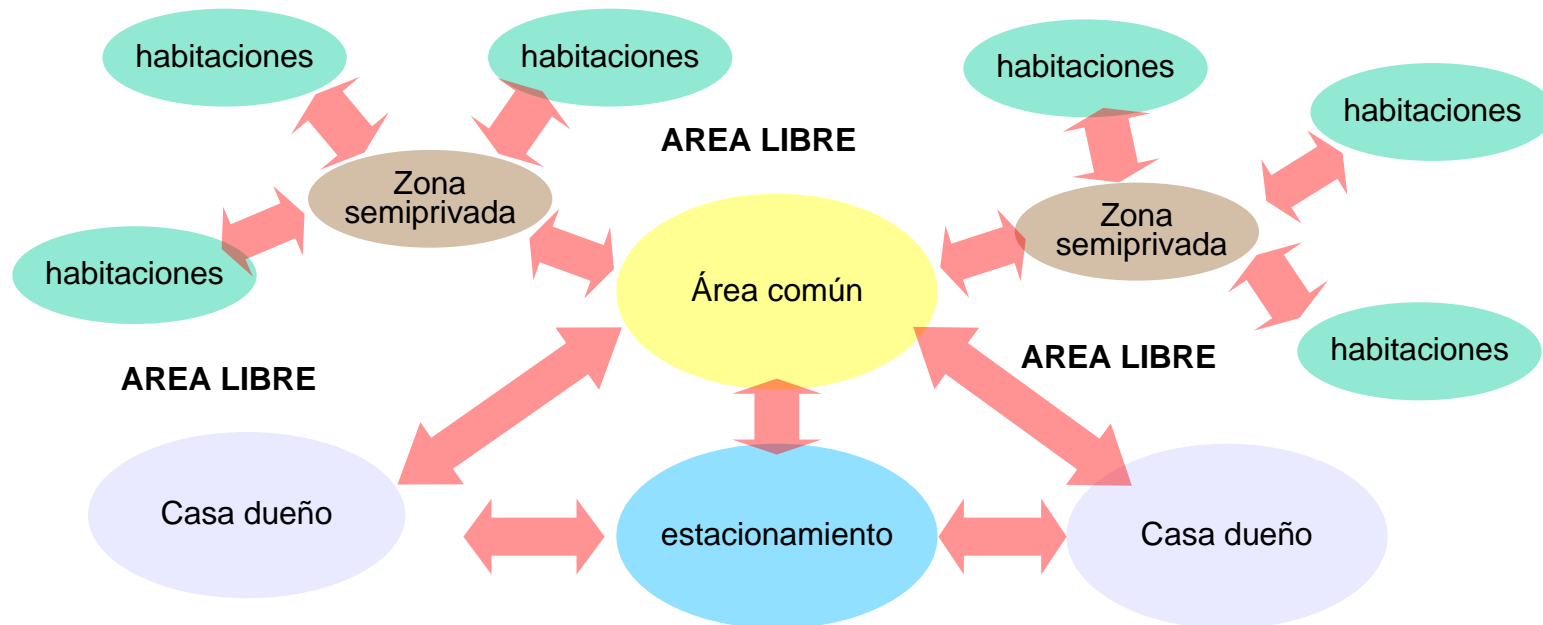 habitaciones
habitaciones
habitaciones
habitaciones
AREA LIBRE
Zona
semiprivada
Zona
semiprivada
habitaciones
Área común
habitaciones
AREA LIBRE
AREA LIBRE
Casa dueño
estacionamiento
Casa dueño